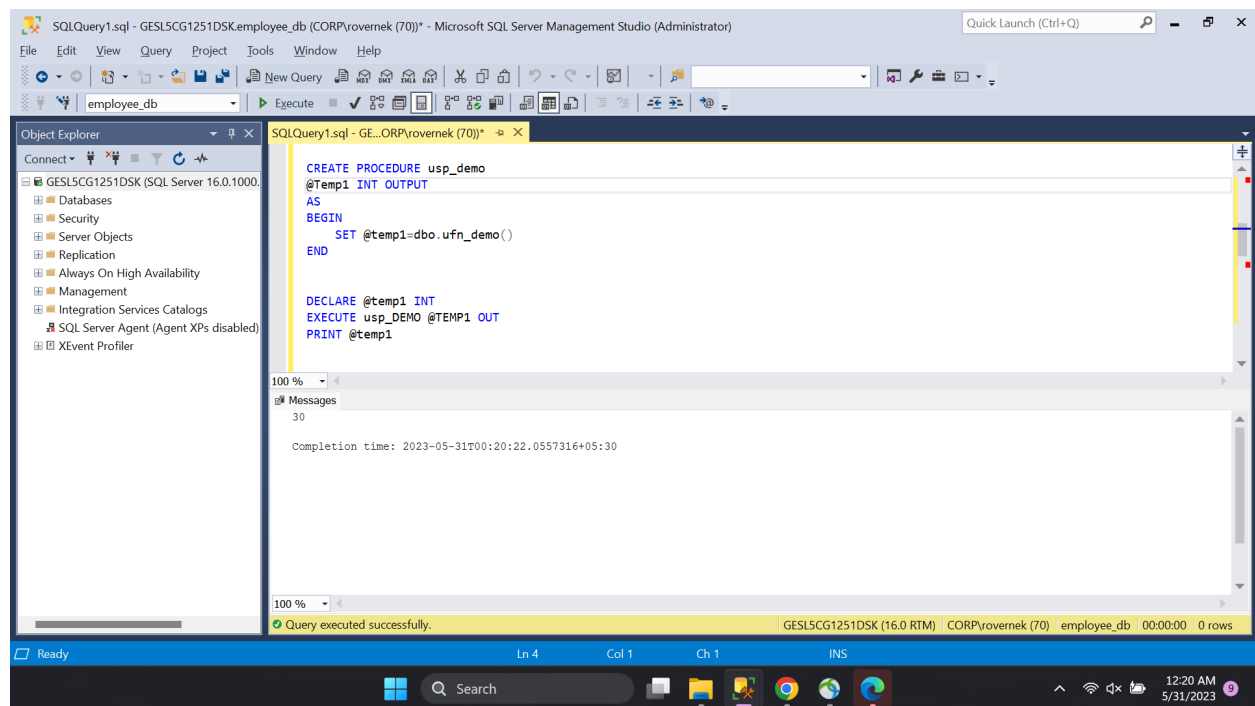 SQLQuery1.sql - GESL5CG1251DSK.employee_db (CORP\rovernek (70))* - Microsoft SQL Server Management Studio (Administrator)
Quick Launch (Ctrl+Q)
File Edit View Query Project Tools Window Help
New Query MDX DMX XMLA DAX
employee_db Execute
Object Explorer
SQLQuery1.sql - GE...ORP\rovernek (70))*
Connect
GESL5CG1251DSK (SQL Server 16.0.1000.
Databases
Security
Server Objects
Replication
Always On High Availability
Management
Integration Services Catalogs
SQL Server Agent (Agent XPs disabled)
XEvent Profiler
CREATE PROCEDURE usp_demo
@Temp1 INT OUTPUT
AS
BEGIN
SET @temp1=dbo.ufn_demo()
END
DECLARE @temp1 INT
EXECUTE usp_DEMO @TEMP1 OUT
PRINT @temp1
100 %
Messages
30
Completion time: 2023-05-31T00:20:22.0557316+05:30
100 %
Query executed successfully. GESL5CG1251DSK (16.0 RTM) CORP\rovernek (70) employee_db 00:00:00 0 rows
Ready Ln 4 Col 1 Ch 1 INS
Search
12:20 AM
5/31/2023
9